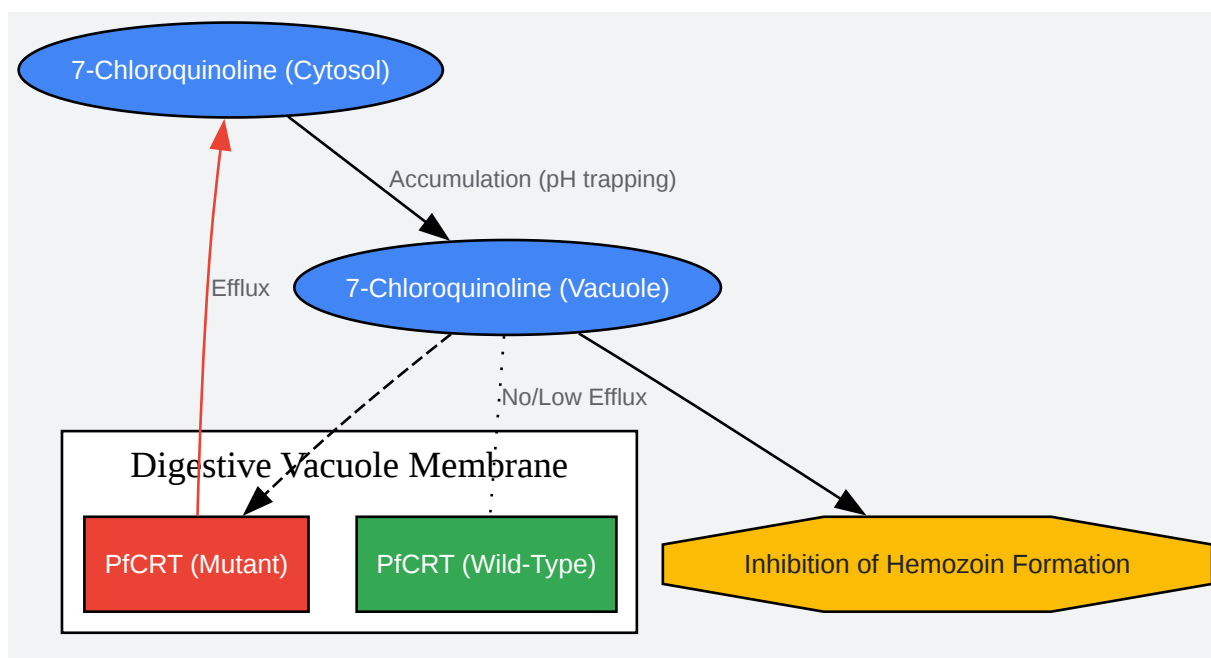 7-Chloroquinoline (Cytosol)
Accumulation (pH trapping)
Efflux
7-Chloroquinoline (Vacuole)
No/Low Efflux
Digestive Vacuole Membrane
PfCRT (Mutant)
PfCRT (Wild-Type)
Inhibition of Hemozoin Formation